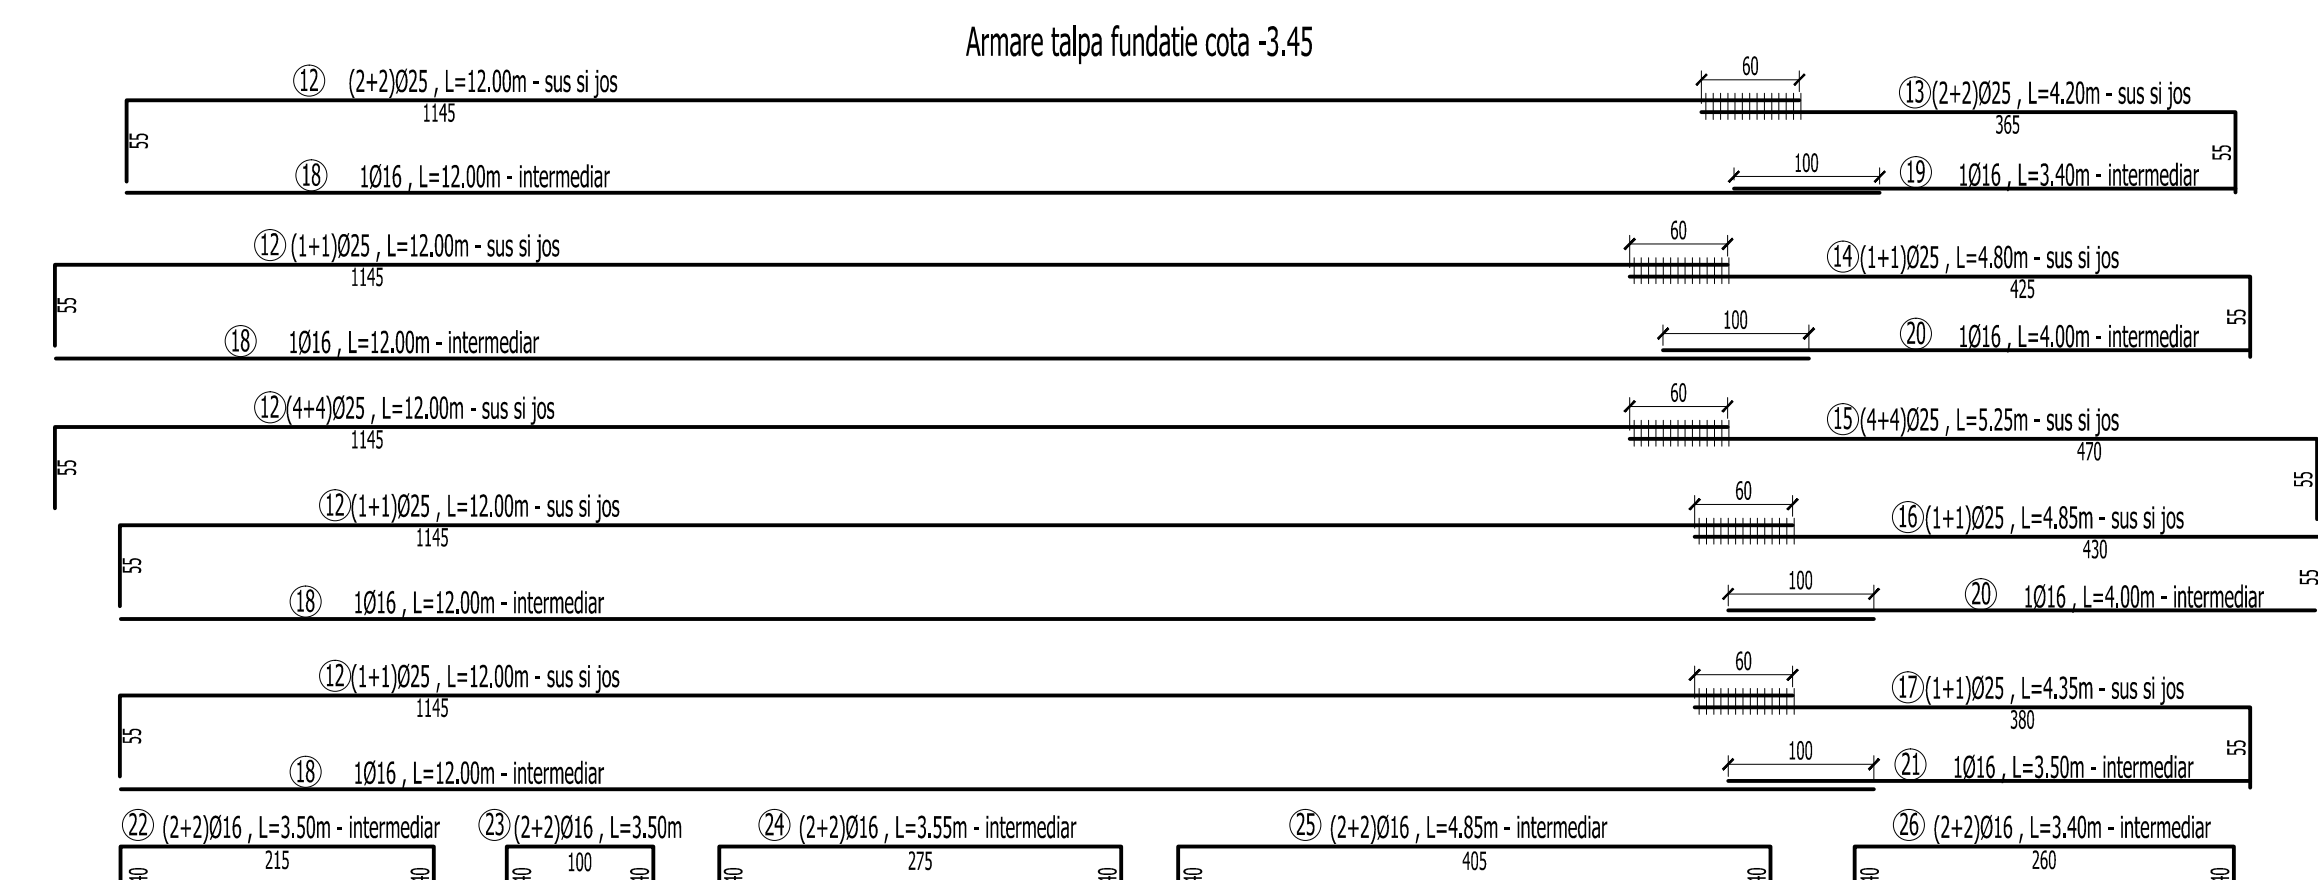 Armare talpa fundatie cota -3.45
12 (2+2)Ø25 , L=12.00m - sus si jos
1145
60
13 (2+2)Ø25 , L=4.20m - sus si jos
365
55
55
18 1Ø16 , L=12.00m - intermediar
100
19 1Ø16 , L=3.40m - intermediar
12 (1+1)Ø25 , L=12.00m - sus si jos
1145
60
14 (1+1)Ø25 , L=4.80m - sus si jos
425
55
55
18 1Ø16 , L=12.00m - intermediar
100
20 1Ø16 , L=4.00m - intermediar
12 (4+4)Ø25 , L=12.00m - sus si jos
1145
60
15 (4+4)Ø25 , L=5.25m - sus si jos
470
55
55
12 (1+1)Ø25 , L=12.00m - sus si jos
1145
60
16 (1+1)Ø25 , L=4.85m - sus si jos
430
55
55
18 1Ø16 , L=12.00m - intermediar
100
20 1Ø16 , L=4.00m - intermediar
12 (1+1)Ø25 , L=12.00m - sus si jos
1145
60
17 (1+1)Ø25 , L=4.35m - sus si jos
380
55
55
18 1Ø16 , L=12.00m - intermediar
100
21 1Ø16 , L=3.50m - intermediar
22 (2+2)Ø16 , L=3.50m - intermediar
215
23 (2+2)Ø16 , L=3.50m
100
24 (2+2)Ø16 , L=3.55m - intermediar
275
25 (2+2)Ø16 , L=4.85m - intermediar
405
26 (2+2)Ø16 , L=3.40m - intermediar
260